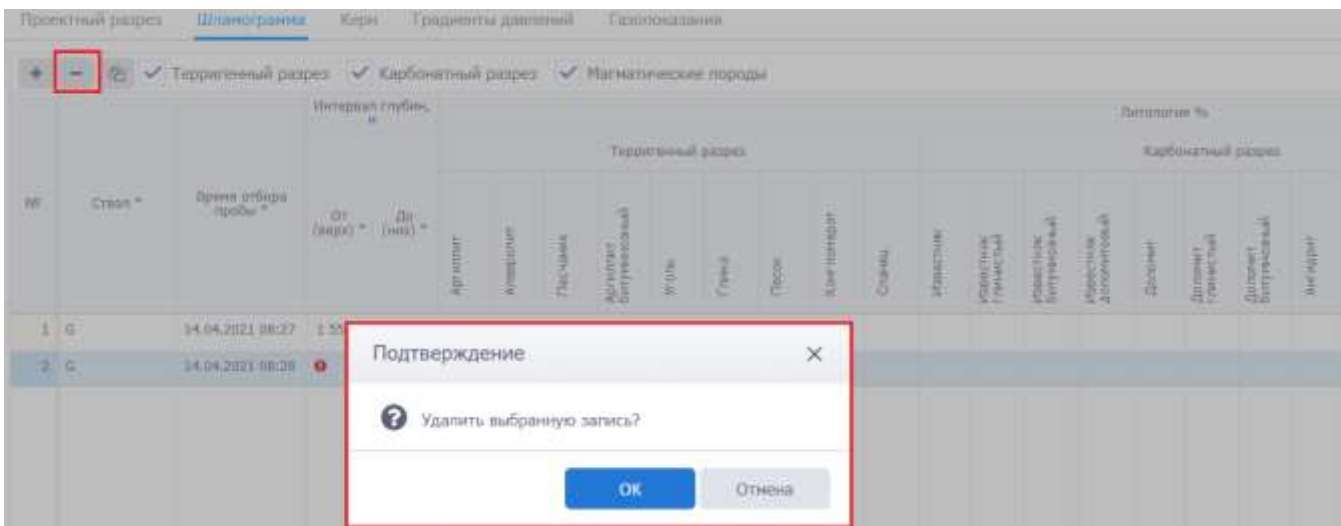 Проектный разрез Шламограмма Керн Градиенты давлений Газопоказания
Терригенный разрез Карбонатный разрез Магматические породы
№ Ствол * Время отбора пробы * Интервал глубин, м Литология %
Терригенный разрез Карбонатный разрез
От (верх) * До (низ) *
Аргиллит Алевролит Песчаник Аргиллит битуминозный Уголь Глина Песок Конгломерат Сланец Известняк Известняк глинистый Известняк битуминозный Известняк доломитовый Доломит Доломит глинистый Доломит битуминозный Ангидрит
1 G 14.04.2021 08:27 1 55
2 G 14.04.2021 08:28
Подтверждение
Удалить выбранную запись?
ОК Отмена